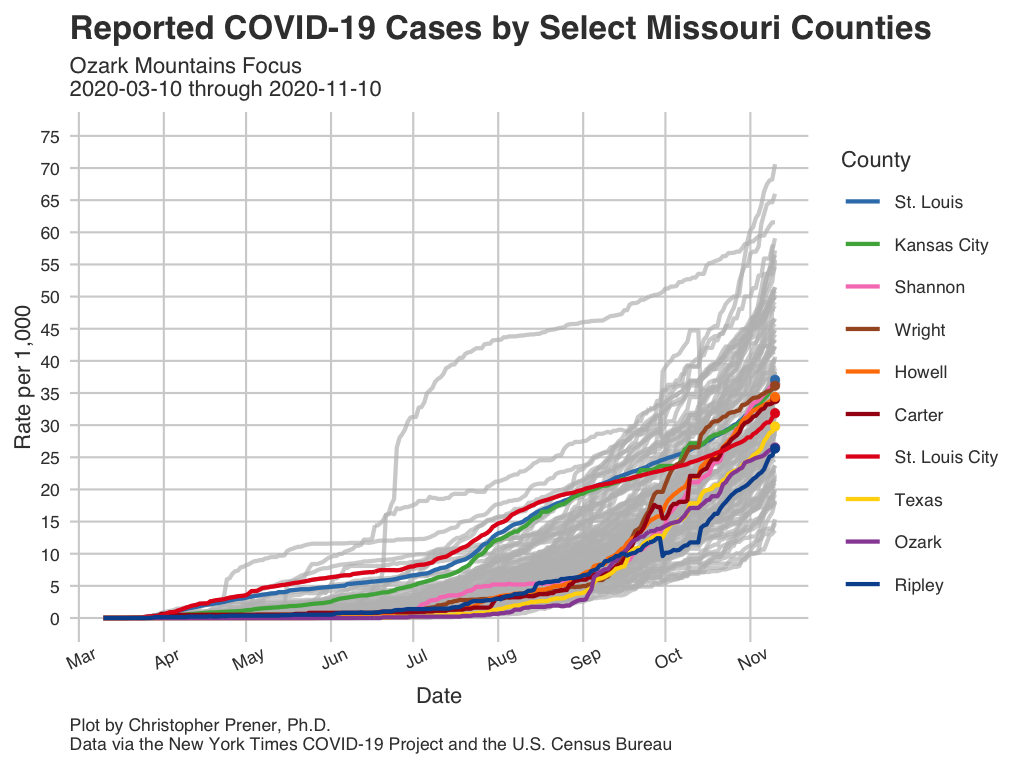 Reported COVID-19 Cases by Select Missouri Counties
Ozark Mountains Focus
2020-03-10 through 2020-11-10
Rate per 1,000
75
70
65
60
55
50
45
40
35
30
25
20
15
10
5
0
Mar
Apr
May
Jun
Jul
Aug
Sep
Oct
Nov
Date
County
St. Louis
Kansas City
Shannon
Wright
Howell
Carter
St. Louis City
Texas
Ozark
Ripley
Plot by Christopher Prener, Ph.D.
Data via the New York Times COVID-19 Project and the U.S. Census Bureau